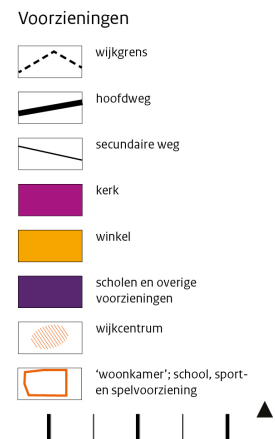 Voorzieningen
wijkgrens
hoofdweg
secundaire weg
kerk
winkel
scholen en overige
voorzieningen
wijkcentrum
‘woonkamer’; school, sport-
en spelvoorziening